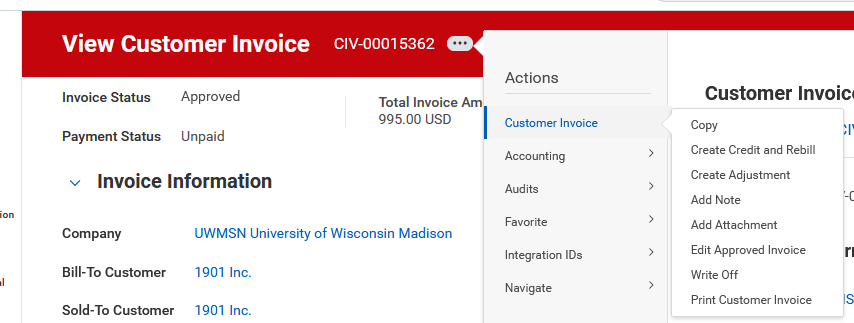 View Customer Invoice CIV-00015362
Invoice Status Approved
Total Invoice Am
995.00 USD
Payment Status Unpaid
Invoice Information
Company UWMSN University of Wisconsin Madison
Bill-To Customer 1901 Inc.
Sold-To Customer 1901 Inc.
Actions
Customer Invoice
Accounting
Audits
Favorite
Integration IDs
Navigate
Copy
Create Credit and Rebill
Create Adjustment
Add Note
Add Attachment
Edit Approved Invoice
Write Off
Print Customer Invoice
Customer Invoic
ion